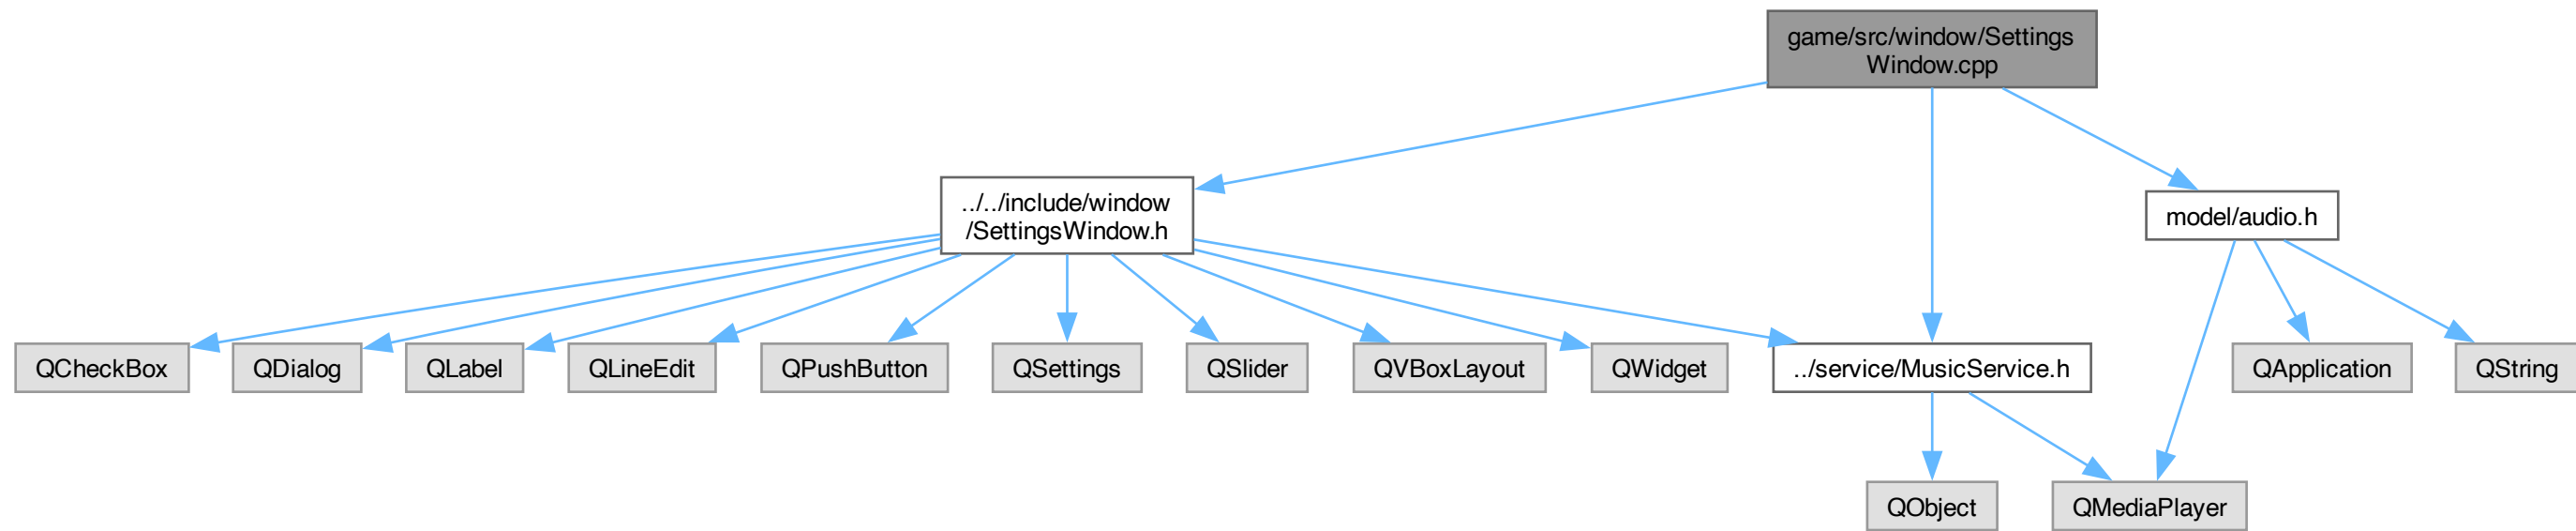 game/src/window/Settings
Window.cpp
../../include/window
/SettingsWindow.h
model/audio.h
QCheckBox
QDialog
QLabel
QLineEdit
QPushButton
QSettings
QSlider
QVBoxLayout
QWidget
../service/MusicService.h
QApplication
QString
QObject
QMediaPlayer